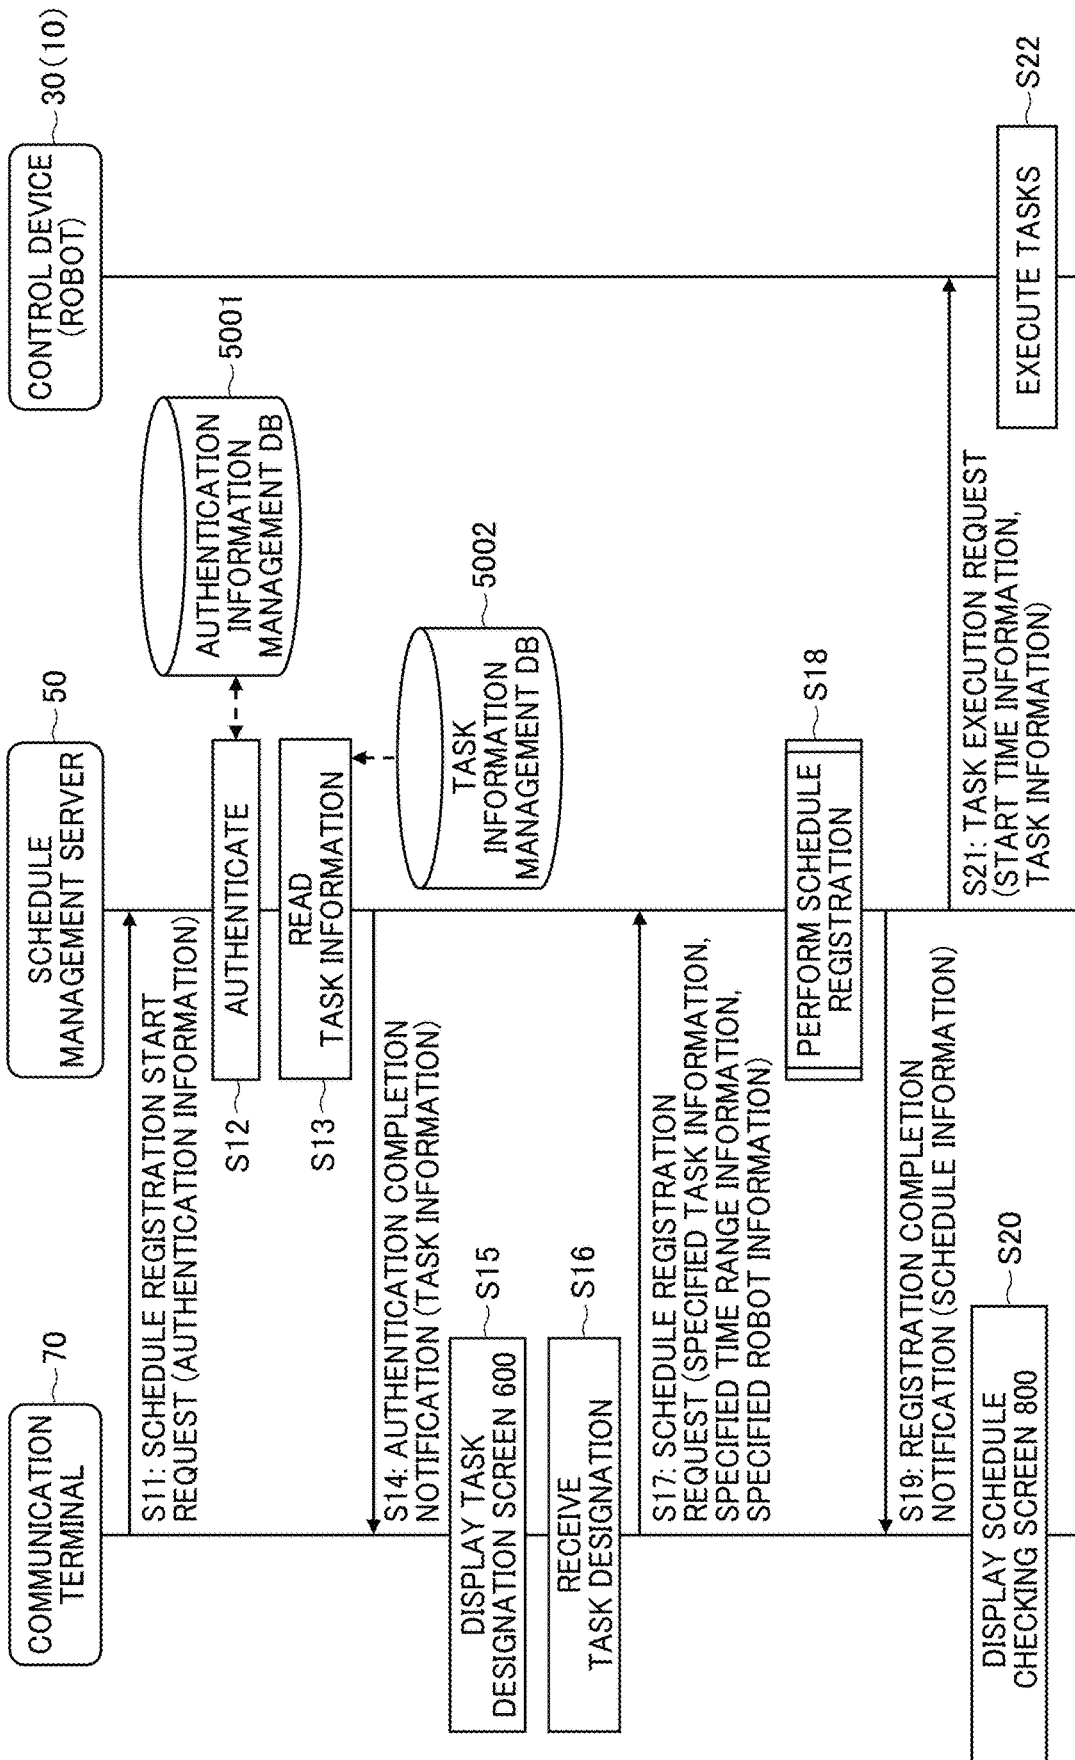 COMMUNICATION
TERMINAL
70
SCHEDULE
MANAGEMENT SERVER
50
CONTROL DEVICE
(ROBOT)
30(10)
S11: SCHEDULE REGISTRATION START
REQUEST (AUTHENTICATION INFORMATION)
S12
AUTHENTICATE
AUTHENTICATION
INFORMATION
MANAGEMENT DB
5001
S13
READ
TASK INFORMATION
TASK
INFORMATION
MANAGEMENT DB
5002
S14: AUTHENTICATION COMPLETION
NOTIFICATION (TASK INFORMATION)
DISPLAY TASK
DESIGNATION SCREEN 600
S15
RECEIVE
TASK DESIGNATION
S16
S17: SCHEDULE REGISTRATION
REQUEST (SPECIFIED TASK INFORMATION,
SPECIFIED TIME RANGE INFORMATION,
SPECIFIED ROBOT INFORMATION)
PERFORM SCHEDULE
REGISTRATION
S18
S19: REGISTRATION COMPLETION
NOTIFICATION (SCHEDULE INFORMATION)
DISPLAY SCHEDULE
CHECKING SCREEN 800
S20
S21: TASK EXECUTION REQUEST
(START TIME INFORMATION,
TASK INFORMATION)
EXECUTE TASKS
S22